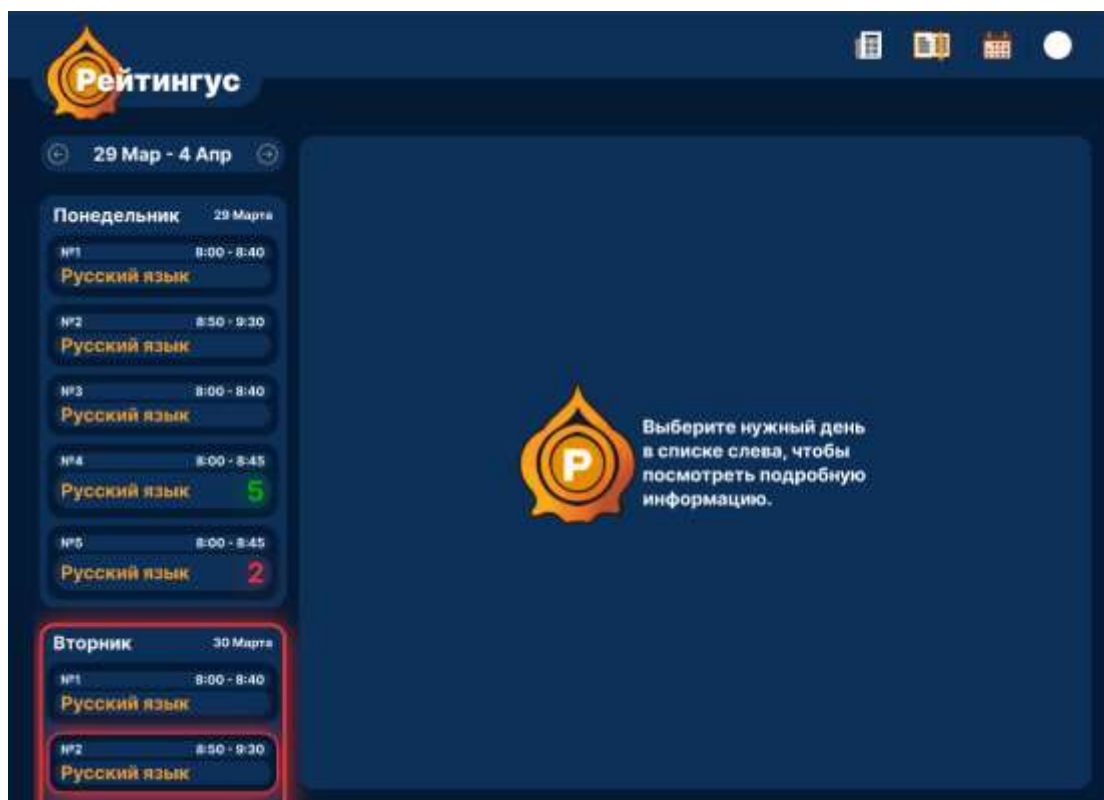 Рейтингус
29 Мар - 4 Апр
Понедельник 29 Марта
№1 8:00 - 8:40
Русский язык
№2 8:50 - 9:30
Русский язык
№3 8:00 - 8:40
Русский язык
№4 8:00 - 8:45
Русский язык 5
№5 8:00 - 8:45
Русский язык 2
Вторник 30 Марта
№1 8:00 - 8:40
Русский язык
№2 8:50 - 9:30
Русский язык
Р
Выберите нужный день
в списке слева, чтобы
посмотреть подробную
информацию.